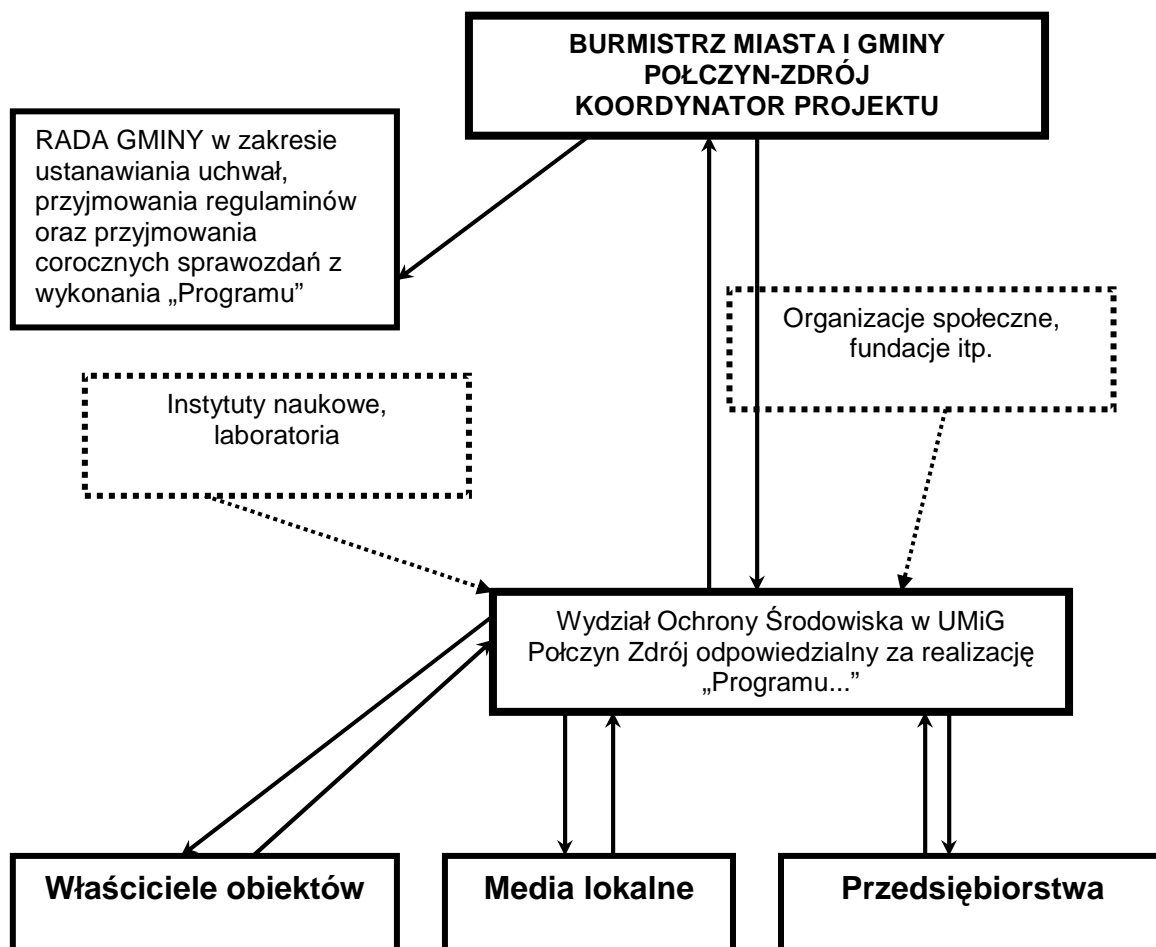 BURMISTRZ MIASTA I GMINY
POŁCZYN-ZDRÓJ
KOORDYNATOR PROJEKTU
RADA GMINY w zakresie
ustanawiania uchwał,
przyjmowania regulaminów
oraz przyjmowania
corocznych sprawozdań z
wykonania „Programu”
Organizacje społeczne,
fundacje itp.
Instytuty naukowe,
laboratoria
Wydział Ochrony Środowiska w UMiG
Połczyn Zdrój odpowiedzialny za realizację
„Programu...”
Właściciele obiektów
Media lokalne
Przedsiębiorstwa